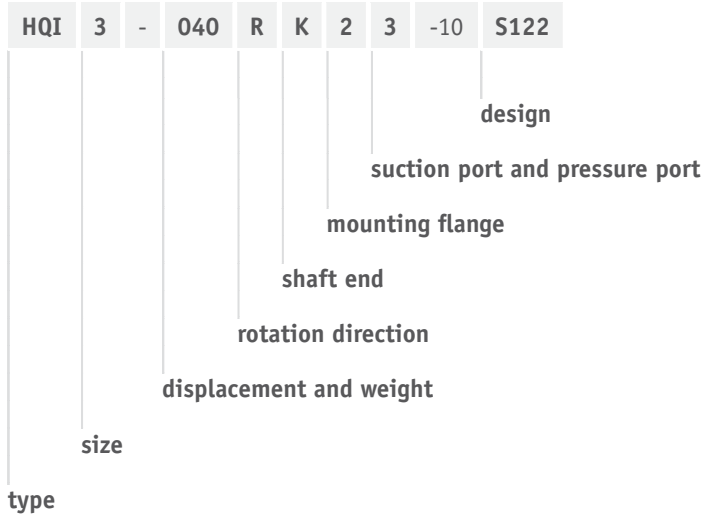 HQI 3 - 040 R K 2 3 -10 S122
design
suction port and pressure port
mounting flange
shaft end
rotation direction
displacement and weight
size
type